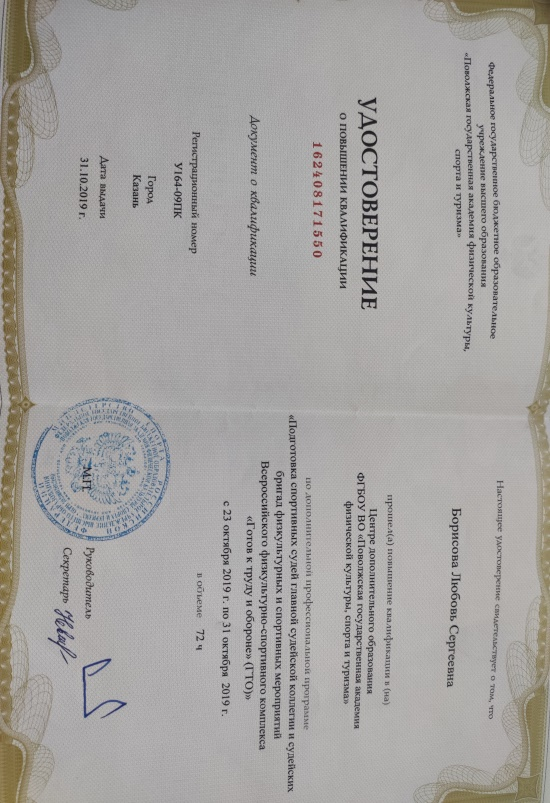 Федеральное государственное бюджетное образовательное
учреждение высшего образования
«Поволжская государственная академия физической культуры,
спорта и туризма»
УДОСТОВЕРЕНИЕ
О ПОВЫШЕНИИ КВАЛИФИКАЦИИ
162408171550
Документ о квалификации
Регистрационный номер
У164-09ПК
Город
Казань
Дата выдачи
31.10.2019 г.
Настоящее удостоверение свидетельствует о том, что
Борисова Любовь Сергеевна
прошел(а) повышение квалификации в (на)
Центре дополнительного образования
ФГБОУ ВО «Поволжская государственная академия
физической культуры, спорта и туризма»
по дополнительной профессиональной программе
«Подготовка спортивных судей главной судейской коллегии и судейских
бригад физкультурных и спортивных мероприятий
Всероссийского физкультурно-спортивного комплекса
«Готов к труду и обороне» (ГТО)»
с 23 октября 2019 г. по 31 октября 2019 г.
в объеме 72 ч
М.П.
Руководитель
Секретарь